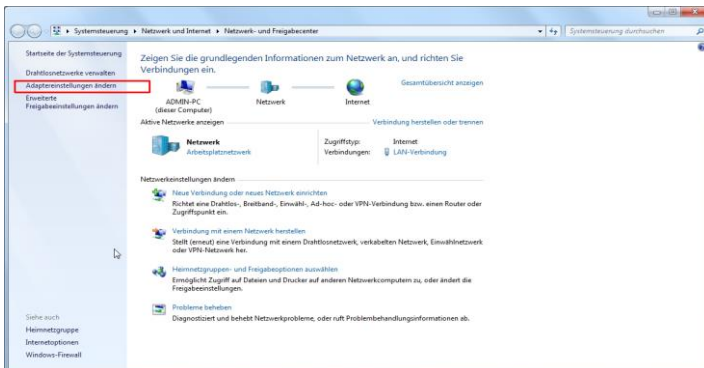 Systemsteuerung ▸ Netzwerk und Internet ▸ Netzwerk- und Freigabecenter
Systemsteuerung durchsuchen
Startseite der Systemsteuerung
Drahtlosnetzwerke verwalten
Adaptereinstellungen ändern
Erweiterte
Freigabeeinstellungen ändern
Zeigen Sie die grundlegenden Informationen zum Netzwerk an, und richten Sie
Verbindungen ein.
Gesamtübersicht anzeigen
ADMIN-PC
(dieser Computer)
Netzwerk
Internet
Aktive Netzwerke anzeigen
Verbindung herstellen oder trennen
Netzwerk
Arbeitsplatznetzwerk
Zugriffstyp: Internet
Verbindungen: LAN-Verbindung
Netzwerkeinstellungen ändern
Neue Verbindung oder neues Netzwerk einrichten
Richtet eine Drahtlos-, Breitband-, Einwähl-, Ad-hoc- oder VPN-Verbindung bzw. einen Router oder
Zugriffspunkt ein.
Verbindung mit einem Netzwerk herstellen
Stellt (erneut) eine Verbindung mit einem Drahtlosnetzwerk, verkabelten Netzwerk, Einwählnetzwerk
oder VPN-Netzwerk her.
Heimnetzgruppen- und Freigabeoptionen auswählen
Ermöglicht Zugriff auf Dateien und Drucker auf anderen Netzwerkcomputern zu, oder ändert die
Freigabeeinstellungen.
Probleme beheben
Diagnostiziert und behebt Netzwerkprobleme, oder ruft Problembehandlungsinformationen ab.
Siehe auch
Heimnetzgruppe
Internetoptionen
Windows-Firewall